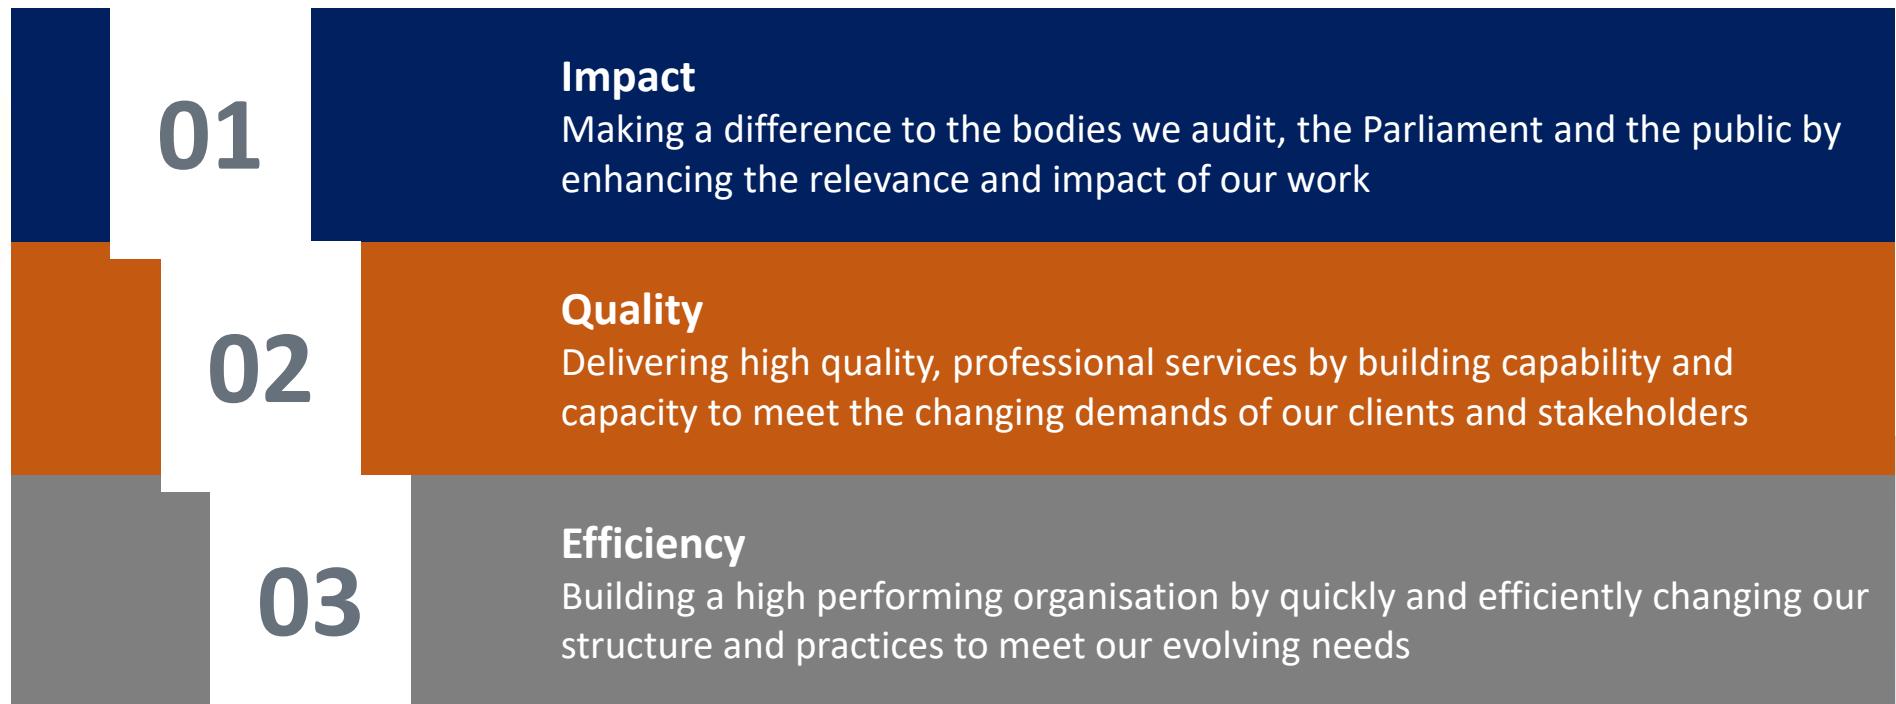 01
Impact
Making a difference to the bodies we audit, the Parliament and the public by
enhancing the relevance and impact of our work
02
Quality
Delivering high quality, professional services by building capability and
capacity to meet the changing demands of our clients and stakeholders
03
Efficiency
Building a high performing organisation by quickly and efficiently changing our
structure and practices to meet our evolving needs